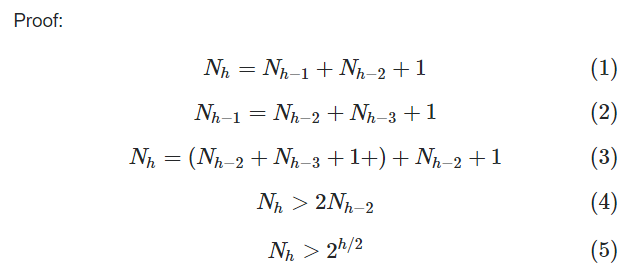 Proof:
N_h = N_{h−1} + N_{h−2} + 1 (1)
N_{h−1} = N_{h−2} + N_{h−3} + 1 (2)
N_h = (N_{h−2} + N_{h−3} + 1+) + N_{h−2} + 1 (3)
N_h > 2N_{h−2} (4)
N_h > 2^{h/2} (5)